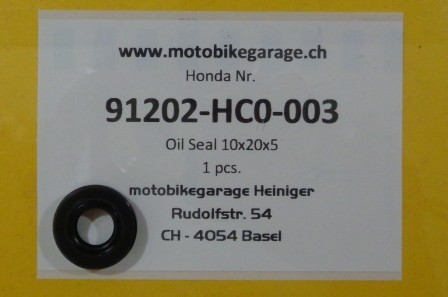 www.motobikegarage.ch
Honda Nr.
91202-HC0-003
Oil Seal 10x20x5
1 pcs.
motobikegarage Heiniger
Rudolfstr. 54
CH - 4054 Basel